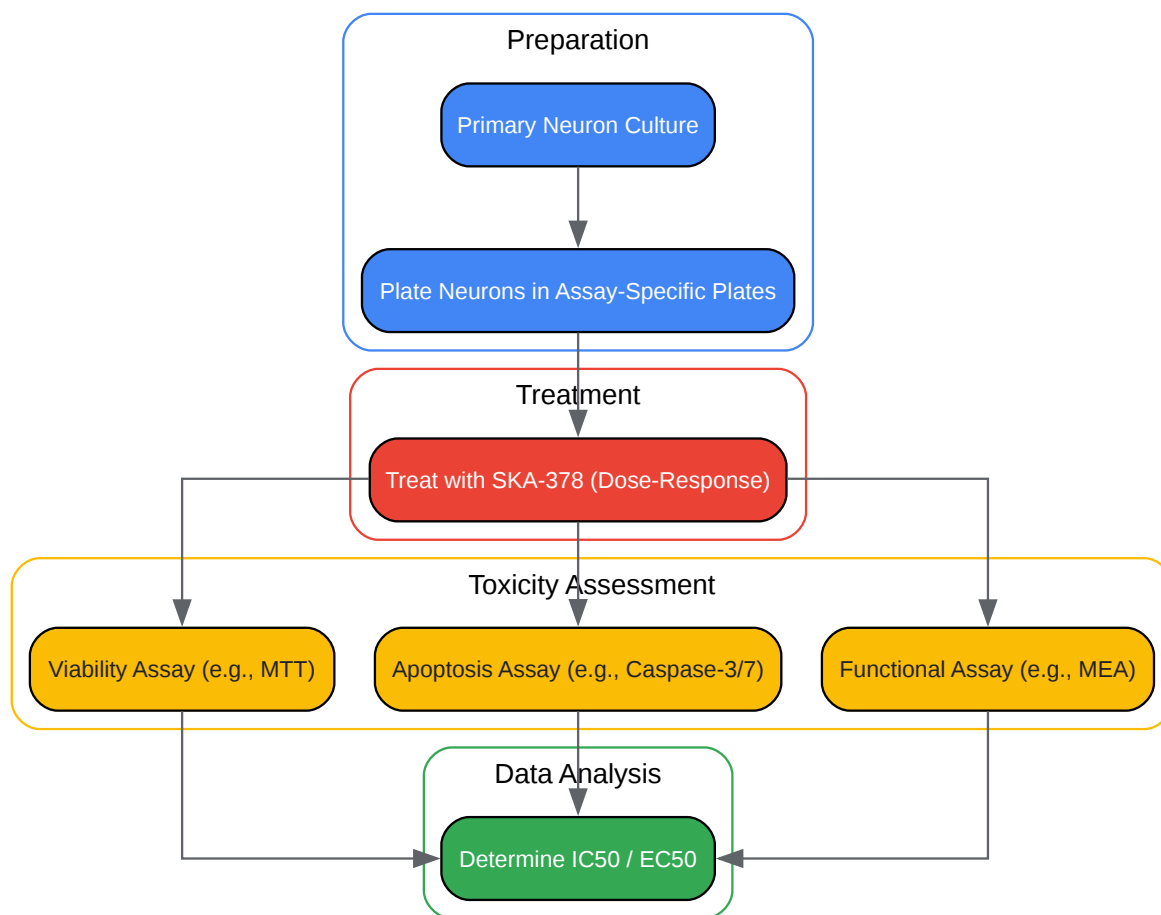 Preparation
Primary Neuron Culture
Plate Neurons in Assay-Specific Plates
Treatment
Treat with SKA-378 (Dose-Response)
Toxicity Assessment
Viability Assay (e.g., MTT)
Apoptosis Assay (e.g., Caspase-3/7)
Functional Assay (e.g., MEA)
Data Analysis
Determine IC50 / EC50